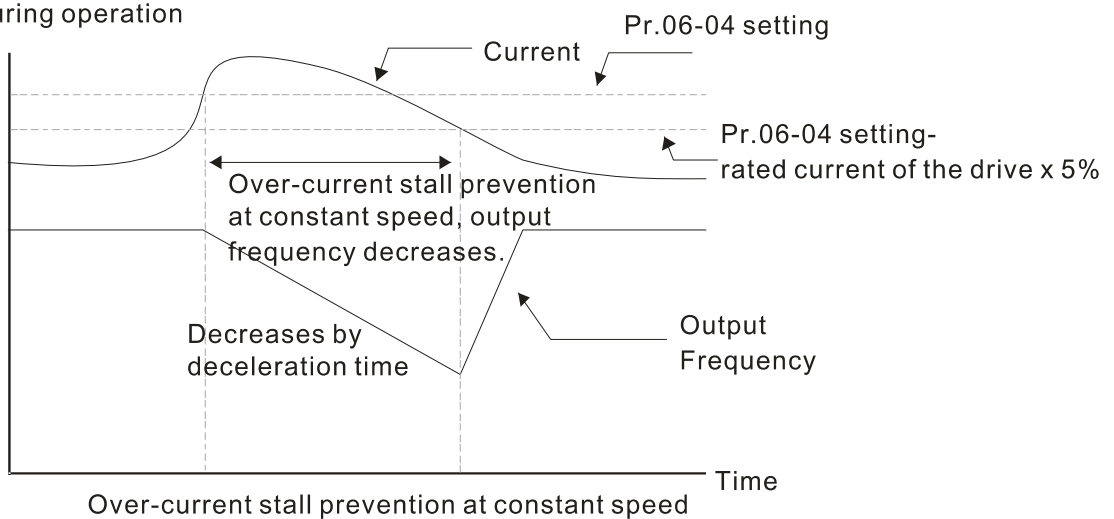 operation
Pr.06-04 setting
Current
Pr.06-04 setting-
rated current of the drive x 5%
Over-current stall prevention
at constant speed, output
frequency decreases.
Decreases by
deceleration time
Output
Frequency
Time
Over-current stall prevention at constant speed